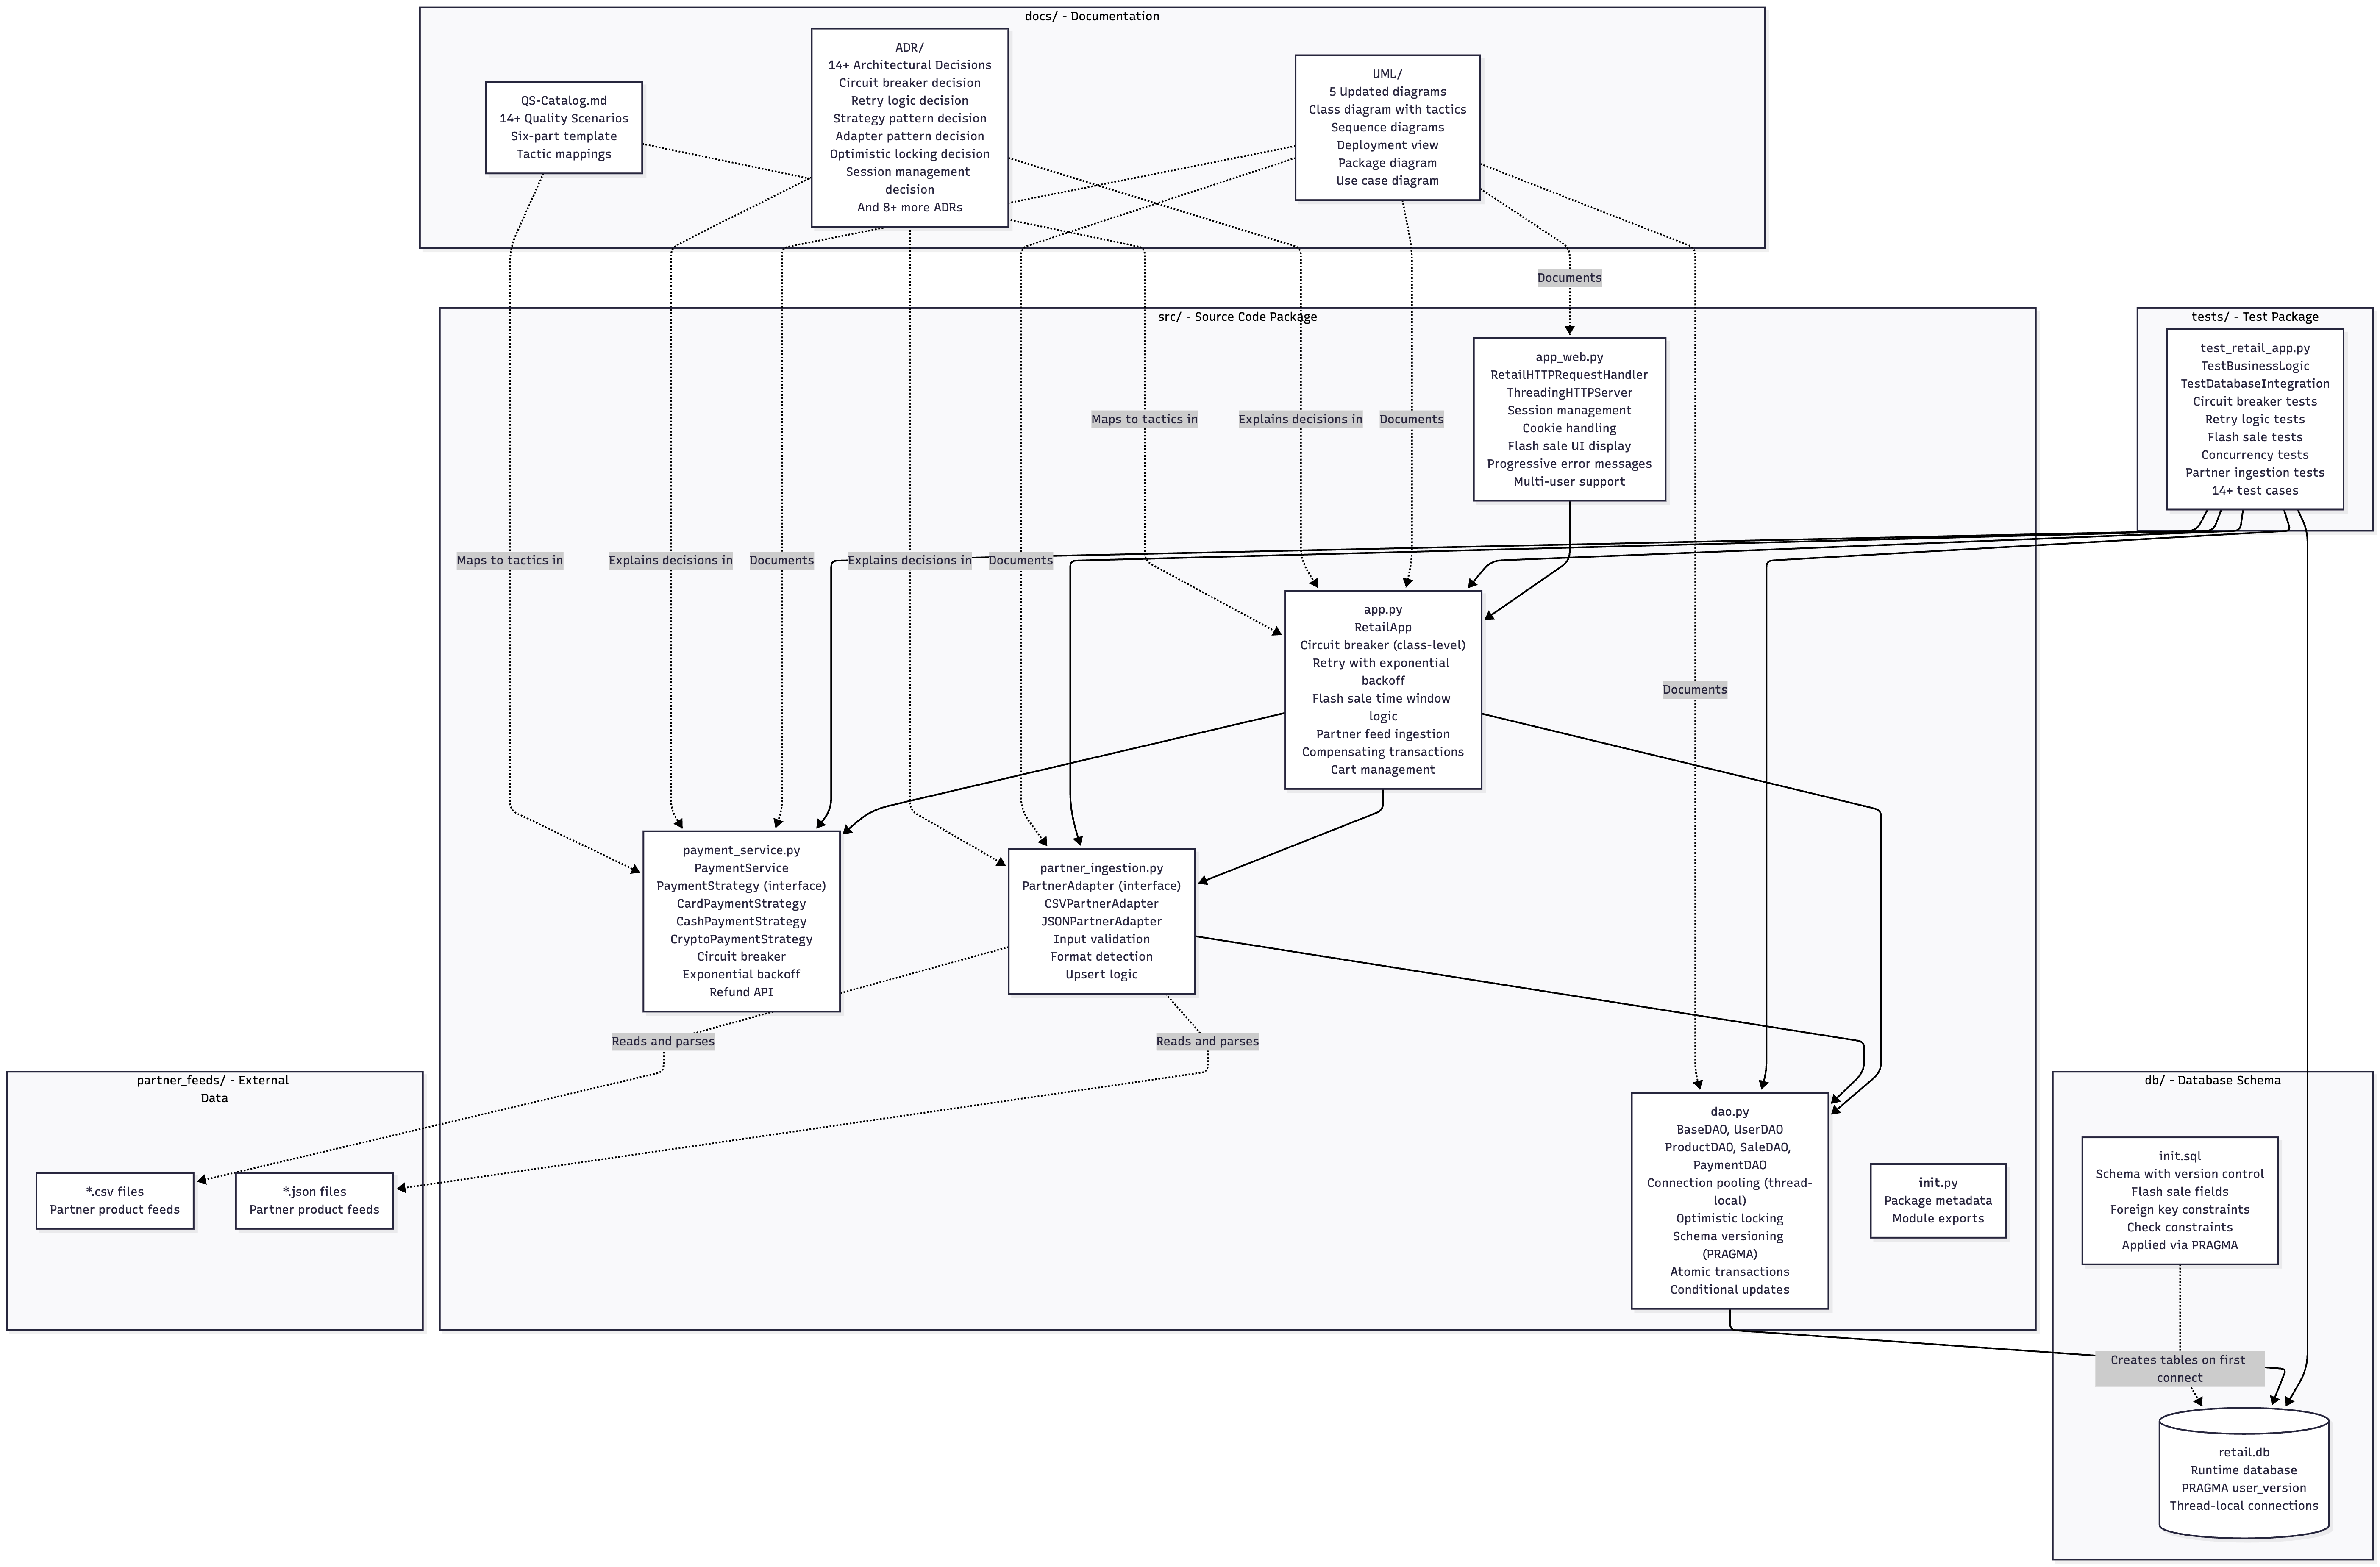 docs/ - Documentation
QS-Catalog.md
14+ Quality Scenarios
Six-part template
Tactic mappings
ADR/
14+ Architectural Decisions
Circuit breaker decision
Retry logic decision
Strategy pattern decision
Adapter pattern decision
Optimistic locking decision
Session management
decision
And 8+ more ADRs
UML/
5 Updated diagrams
Class diagram with tactics
Sequence diagrams
Deployment view
Package diagram
Use case diagram
Documents
src/ - Source Code Package
app_web.py
RetailHTTPRequestHandler
ThreadingHTTPServer
Session management
Cookie handling
Flash sale UI display
Progressive error messages
Multi-user support
tests/ - Test Package
test_retail_app.py
TestBusinessLogic
TestDatabaseIntegration
Circuit breaker tests
Retry logic tests
Flash sale tests
Concurrency tests
Partner ingestion tests
14+ test cases
Maps to tactics in
Explains decisions in
Documents
Maps to tactics in
Explains decisions in
Documents
Explains decisions in
Documents
app.py
RetailApp
Circuit breaker (class-level)
Retry with exponential
backoff
Flash sale time window
logic
Partner feed ingestion
Compensating transactions
Cart management
Documents
payment_service.py
PaymentService
PaymentStrategy (interface)
CardPaymentStrategy
CashPaymentStrategy
CryptoPaymentStrategy
Circuit breaker
Exponential backoff
Refund API
partner_ingestion.py
PartnerAdapter (interface)
CSVPartnerAdapter
JSONPartnerAdapter
Input validation
Format detection
Upsert logic
Reads and parses
Reads and parses
partner_feeds/ - External
Data
*.csv files
Partner product feeds
*.json files
Partner product feeds
dao.py
BaseDAO, UserDAO
ProductDAO, SaleDAO,
PaymentDAO
Connection pooling (thread-
local)
Optimistic locking
Schema versioning
(PRAGMA)
Atomic transactions
Conditional updates
init.py
Package metadata
Module exports
db/ - Database Schema
init.sql
Schema with version control
Flash sale fields
Foreign key constraints
Check constraints
Applied via PRAGMA
Creates tables on first
connect
retail.db
Runtime database
PRAGMA user_version
Thread-local connections